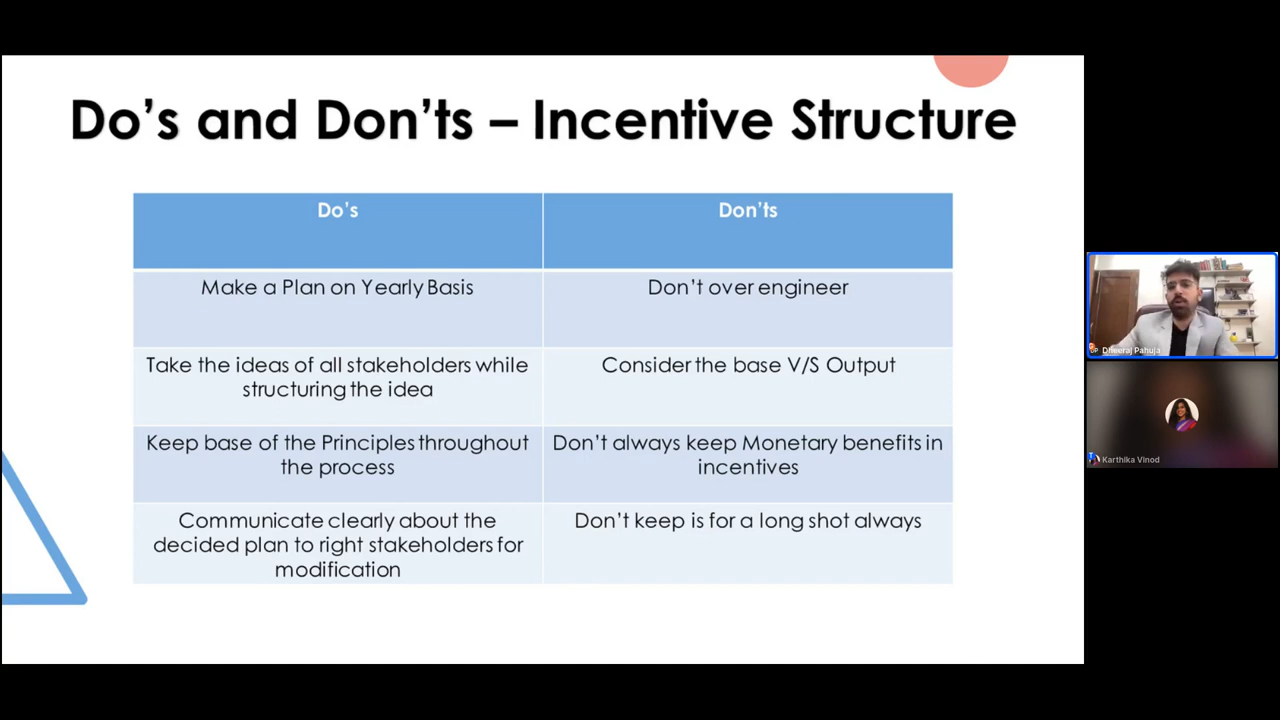 Do's and Don'ts – Incentive Structure
Do's
Don'ts
Make a Plan on Yearly Basis
Don't over engineer
Take the ideas of all stakeholders while
structuring the idea
Consider the base V/S Output
Keep base of the Principles throughout
the process
Don't always keep Monetary benefits in
incentives
Communicate clearly about the
decided plan to right stakeholders for
modification
Don't keep is for a long shot always
Dheeraj Pahuja
Karthika Vinod